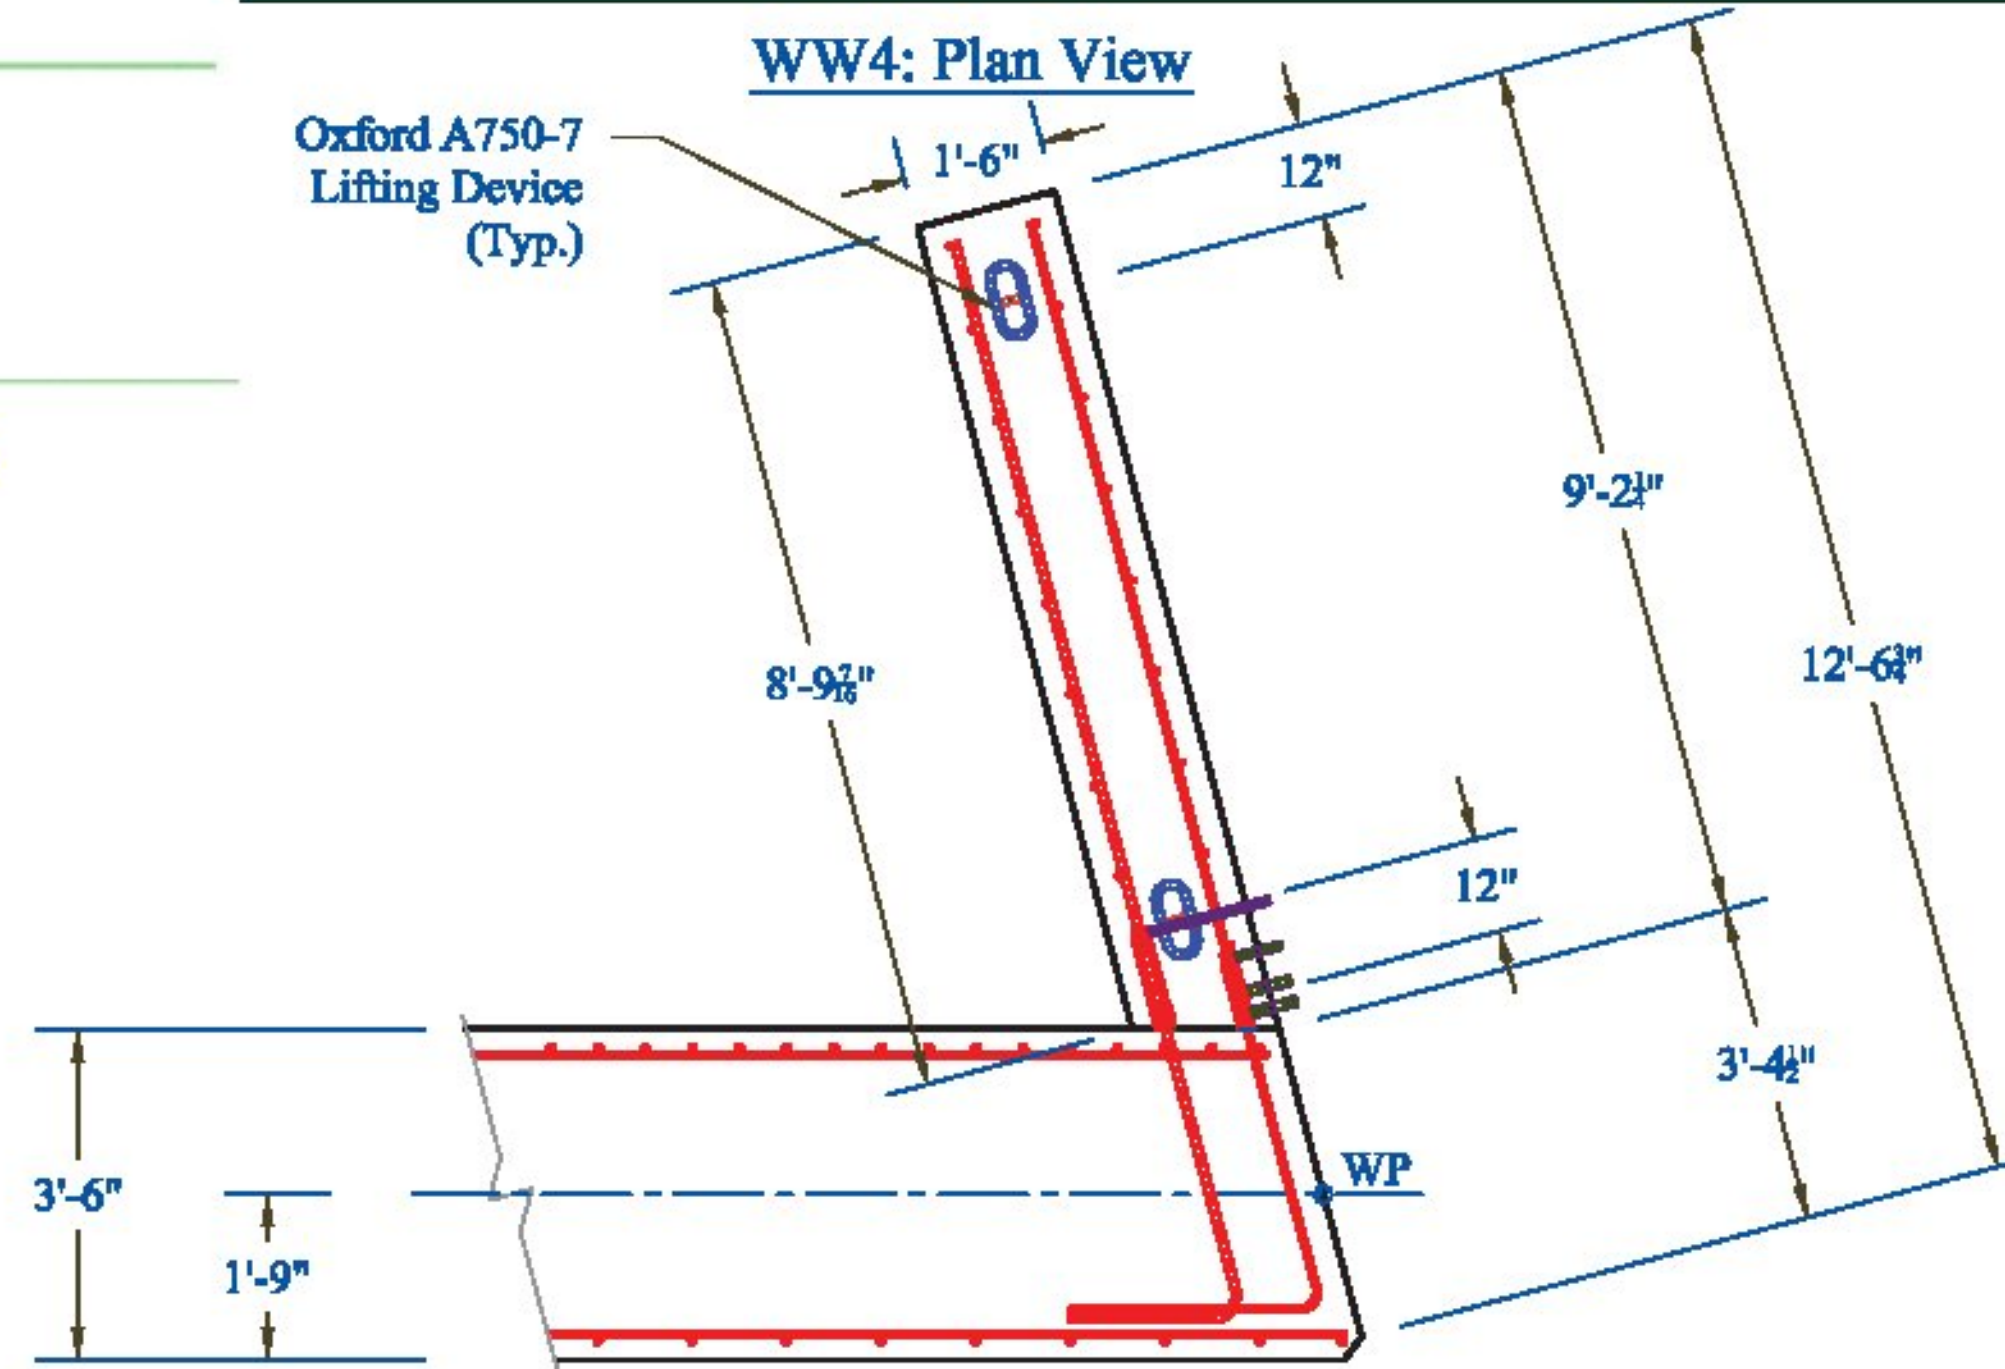 WW4: Plan View
Oxford A750-7
Lifting Device
(Typ.)
1'-6"
12"
9'-2¼"
12'-6¾"
8'-9⁷⁄₁₆"
12"
3'-4½"
WP
3'-6"
1'-9"